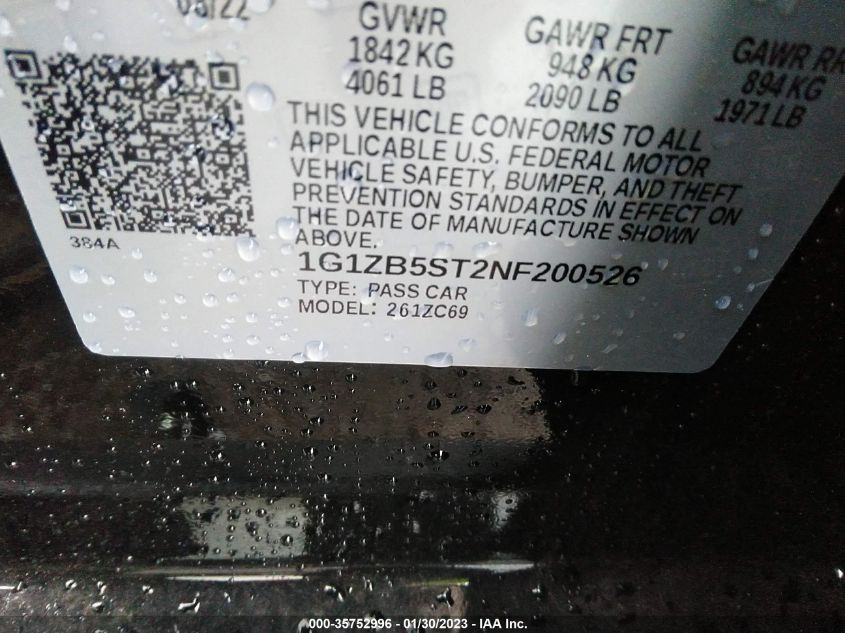 GVWR
1842 KG
4061 LB
GAWR FRT
948 KG
2090 LB
GAWR RR
894 KG
1971 LB
THIS VEHICLE CONFORMS TO ALL
APPLICABLE U.S. FEDERAL MOTOR
VEHICLE SAFETY, BUMPER, AND THEFT
PREVENTION STANDARDS IN EFFECT ON
THE DATE OF MANUFACTURE SHOWN
ABOVE.
384A
1G1ZB5ST2NF200526
TYPE: PASS CAR
MODEL: 261ZC69
000-35752996 - 01/30/2023 - IAA Inc.